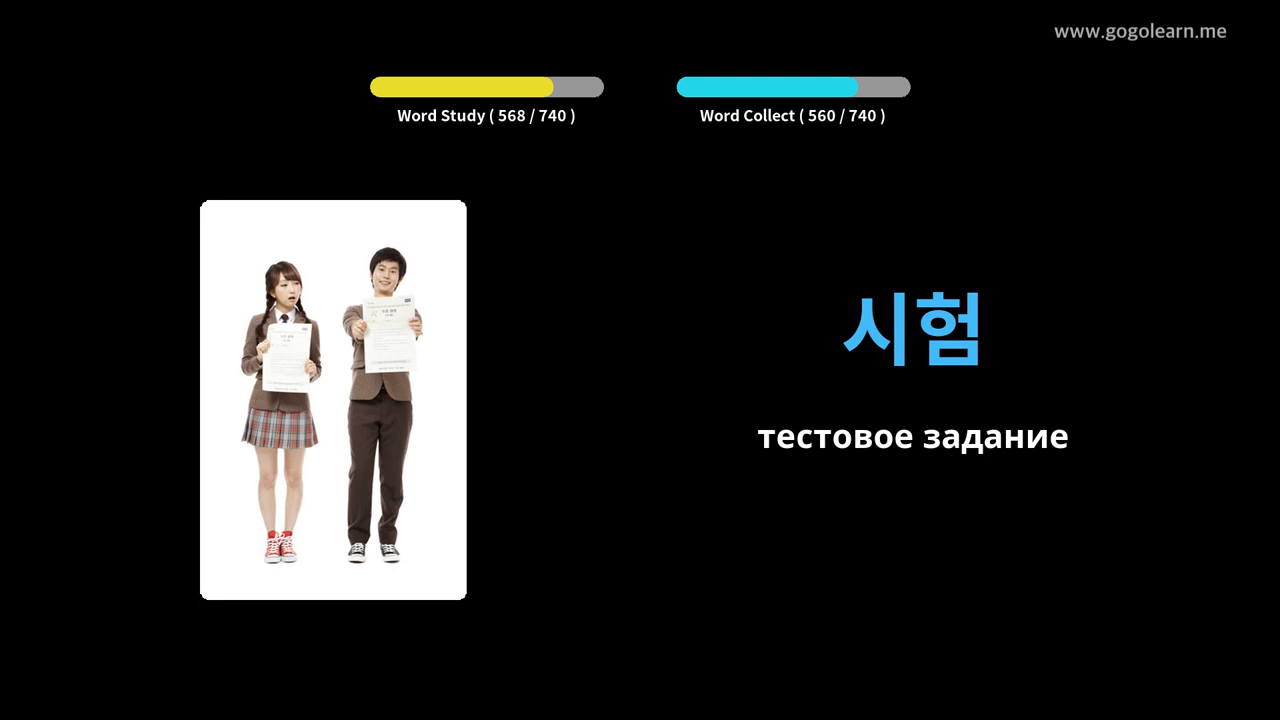 www.gogolearn.me
Word Study ( 568 / 740 )
Word Collect ( 560 / 740 )
시험
тестовое задание